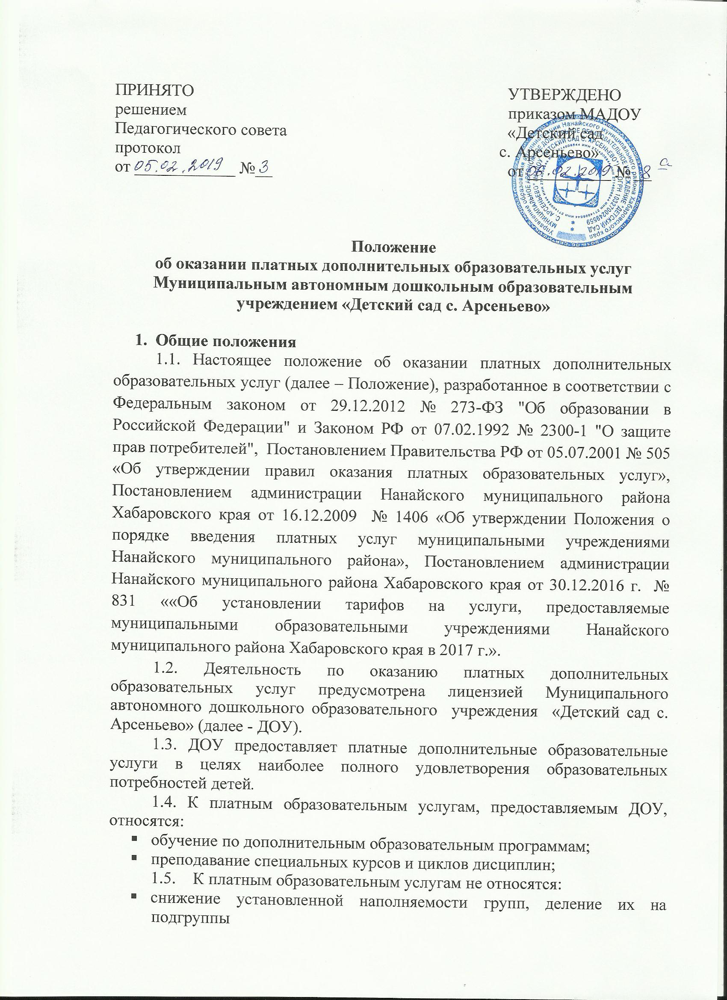 ПРИНЯТО
решением
Педагогического совета
протокол
от 05.02.2019 № 3
УТВЕРЖДЕНО
приказом МАДОУ
«Детский сад
с. Арсеньево»
от 06.02.2019 № 8 а
Положение
об оказании платных дополнительных образовательных услуг
Муниципальным автономным дошкольным образовательным
учреждением «Детский сад с. Арсеньево»
1. Общие положения
1.1. Настоящее положение об оказании платных дополнительных
образовательных услуг (далее – Положение), разработанное в соответствии с
Федеральным законом от 29.12.2012 № 273-ФЗ "Об образовании в
Российской Федерации" и Законом РФ от 07.02.1992 № 2300-1 "О защите
прав потребителей", Постановлением Правительства РФ от 05.07.2001 № 505
«Об утверждении правил оказания платных образовательных услуг»,
Постановлением администрации Нанайского муниципального района
Хабаровского края от 16.12.2009 № 1406 «Об утверждении Положения о
порядке введения платных услуг муниципальными учреждениями
Нанайского муниципального района», Постановлением администрации
Нанайского муниципального района Хабаровского края от 30.12.2016 г. №
831 ««Об установлении тарифов на услуги, предоставляемые
муниципальными образовательными учреждениями Нанайского
муниципального района Хабаровского края в 2017 г.».
1.2. Деятельность по оказанию платных дополнительных
образовательных услуг предусмотрена лицензией Муниципального
автономного дошкольного образовательного учреждения «Детский сад с.
Арсеньево» (далее - ДОУ).
1.3. ДОУ предоставляет платные дополнительные образовательные
услуги в целях наиболее полного удовлетворения образовательных
потребностей детей.
1.4. К платным образовательным услугам, предоставляемым ДОУ,
относятся:
▪ обучение по дополнительным образовательным программам;
▪ преподавание специальных курсов и циклов дисциплин;
1.5. К платным образовательным услугам не относятся:
▪ снижение установленной наполняемости групп, деление их на
подгруппы